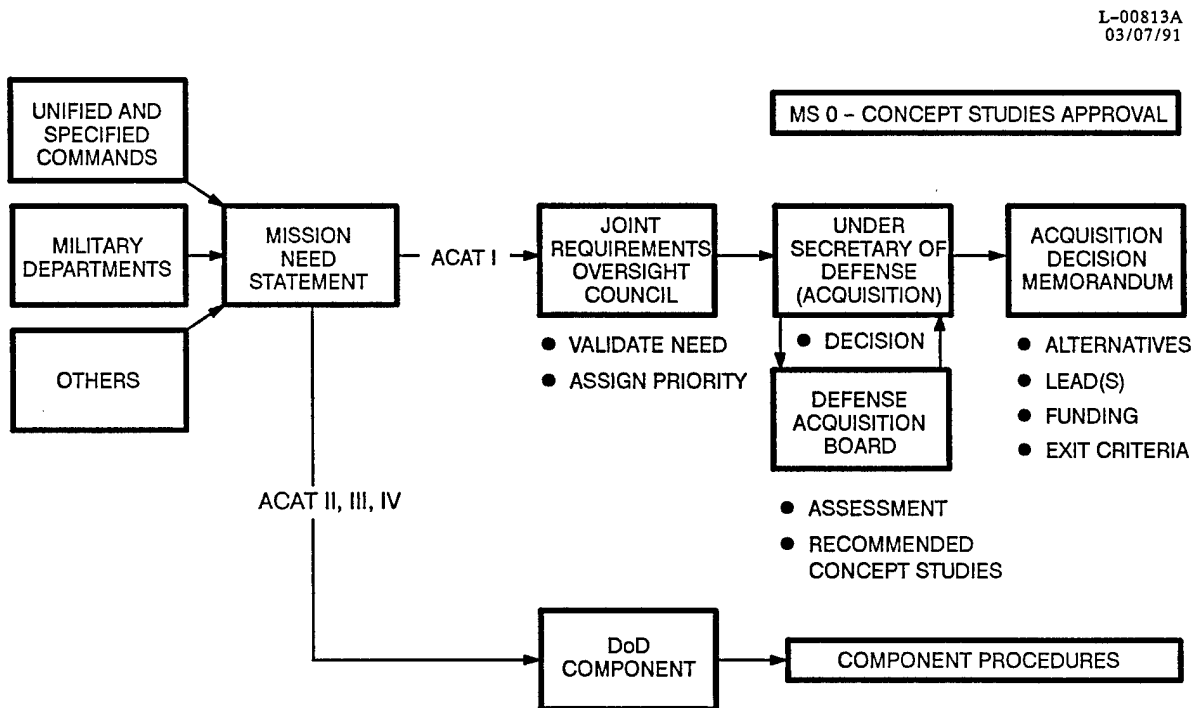 L-00813A
03/07/91
UNIFIED AND
SPECIFIED
COMMANDS
MS 0 – CONCEPT STUDIES APPROVAL
MILITARY
DEPARTMENTS
MISSION
NEED
STATEMENT
ACAT I
JOINT
REQUIREMENTS
OVERSIGHT
COUNCIL
UNDER
SECRETARY OF
DEFENSE
(ACQUISITION)
ACQUISITION
DECISION
MEMORANDUM
OTHERS
● VALIDATE NEED
● ASSIGN PRIORITY
● DECISION
DEFENSE
ACQUISITION
BOARD
● ALTERNATIVES
● LEAD(S)
● FUNDING
● EXIT CRITERIA
ACAT II, III, IV
● ASSESSMENT
● RECOMMENDED
CONCEPT STUDIES
DoD
COMPONENT
COMPONENT PROCEDURES